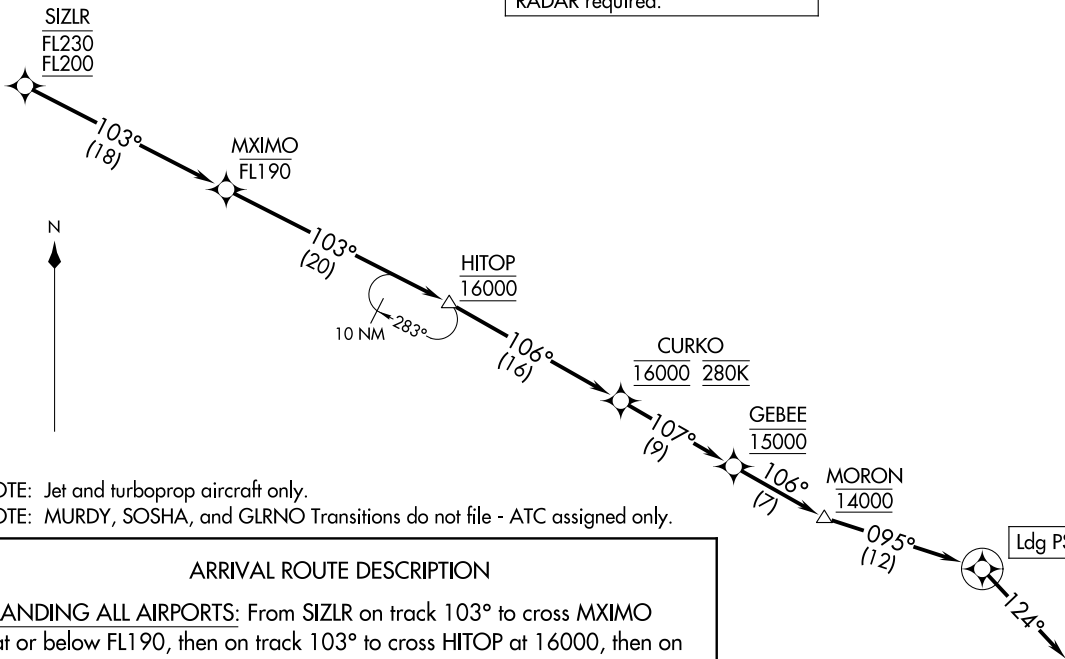 RADAR required.
SIZLR
FL230
FL200
103°
(18)
MXIMO
FL190
N
103°
(20)
HITOP
16000
10 NM
283°
106°
(16)
CURKO
16000 280K
107°
(9)
GEBEE
15000
106°
(7)
MORON
14000
095°
(12)
Ldg PS
124°
OTE: Jet and turboprop aircraft only.
OTE: MURDY, SOSHA, and GLRNO Transitions do not file - ATC assigned only.
ARRIVAL ROUTE DESCRIPTION
ANDING ALL AIRPORTS: From SIZLR on track 103° to cross MXIMO
at or below FL190, then on track 103° to cross HITOP at 16000, then on